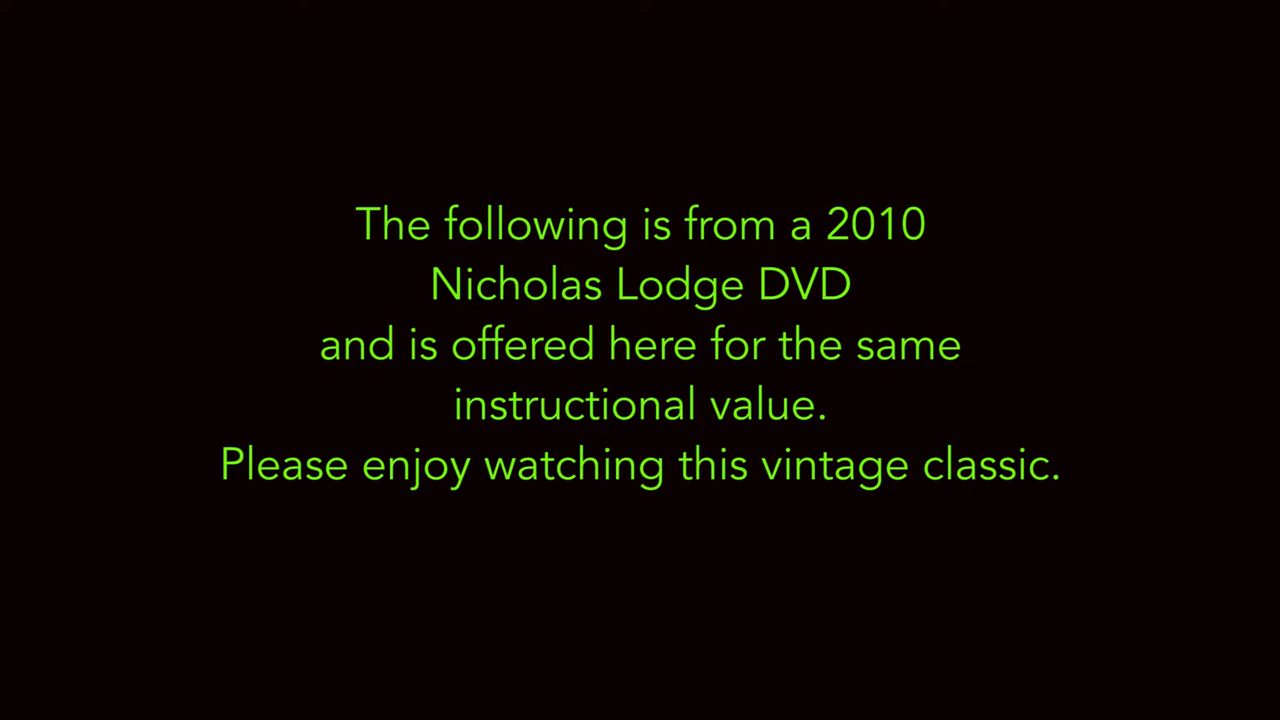 The following is from a 2010
Nicholas Lodge DVD
and is offered here for the same
instructional value.
Please enjoy watching this vintage classic.